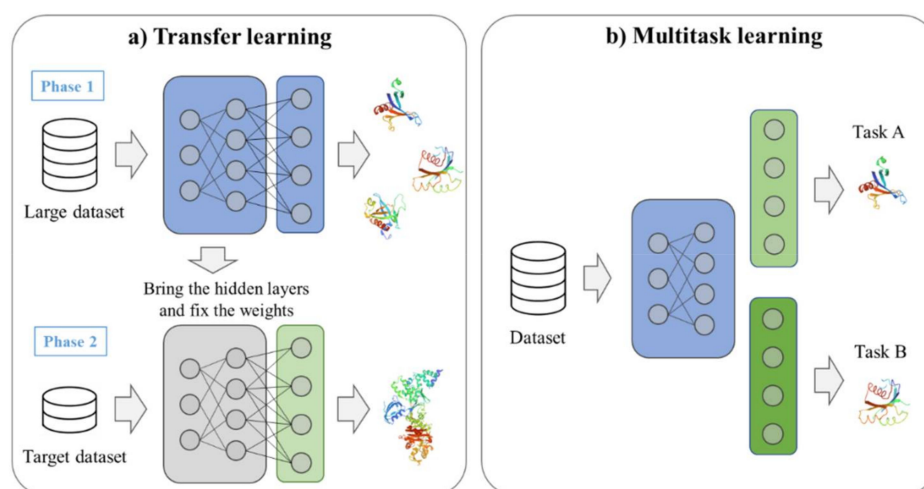 a) Transfer learning
Phase 1
Large dataset
Bring the hidden layers
and fix the weights
Phase 2
Target dataset
b) Multitask learning
Task A
Dataset
Task B